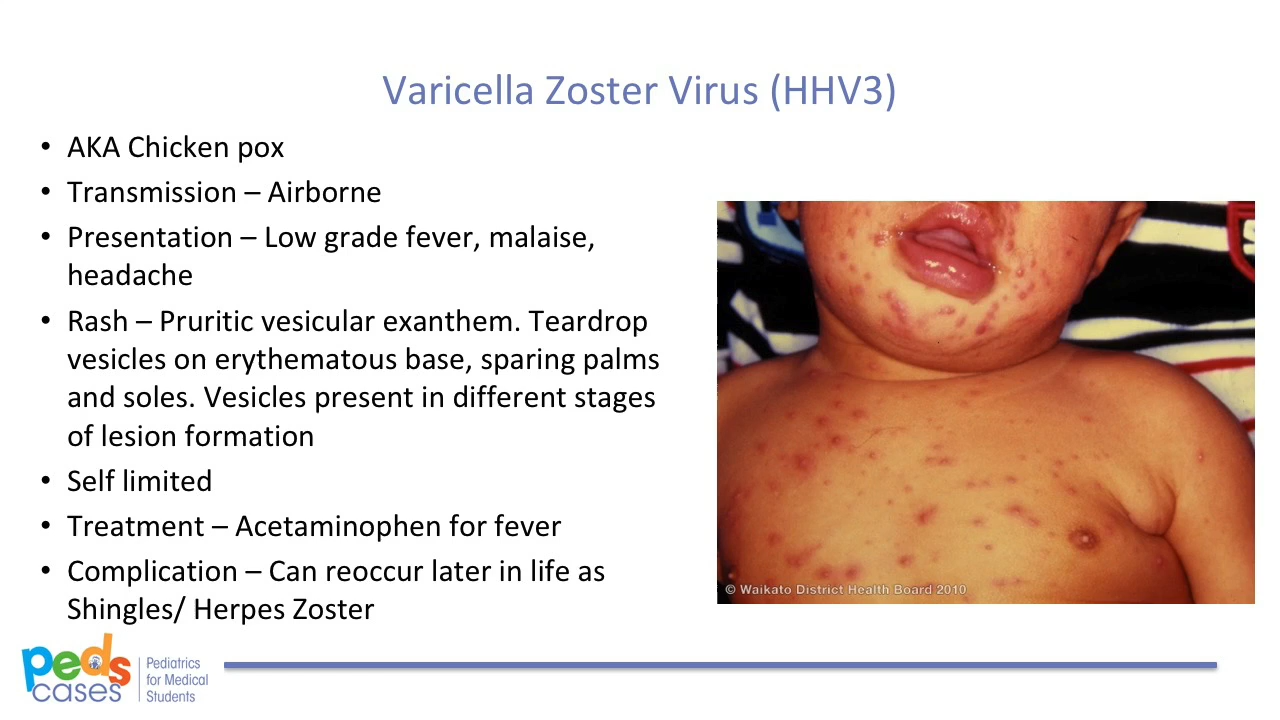 Varicella Zoster Virus (HHV3)
• AKA Chicken pox
• Transmission – Airborne
• Presentation – Low grade fever, malaise,
headache
• Rash – Pruritic vesicular exanthem. Teardrop
vesicles on erythematous base, sparing palms
and soles. Vesicles present in different stages
of lesion formation
• Self limited
• Treatment – Acetaminophen for fever
• Complication – Can reoccur later in life as
Shingles/ Herpes Zoster
© Waikato District Health Board 2010
peds
cases
Pediatrics
for Medical
Students